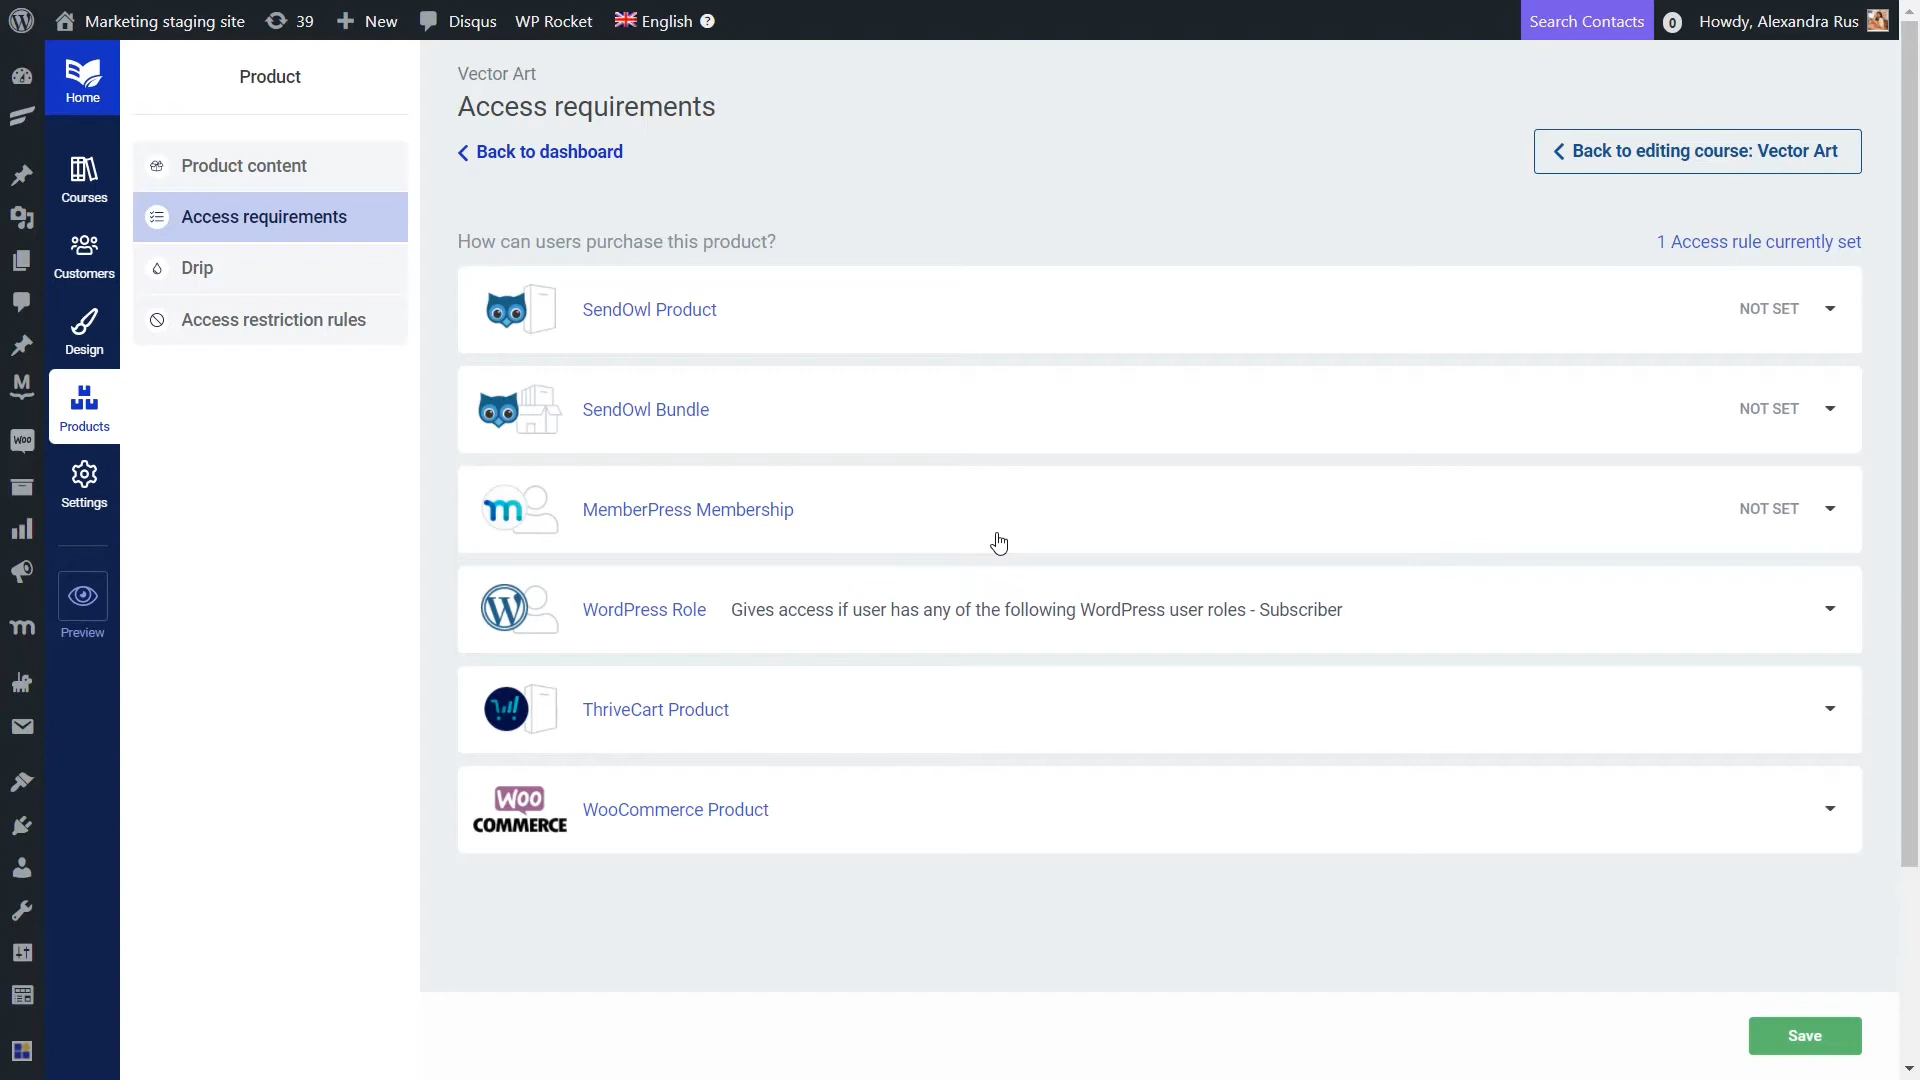 Marketing staging site
39
New
Disqus
WP Rocket
English
?
Search Contacts
0
Howdy, Alexandra Rus
Home
Courses
Customers
Design
Products
Settings
Preview
Woo
M
m
Product
Product content
Access requirements
Drip
Access restriction rules
Vector Art
Access requirements
Back to dashboard
Back to editing course: Vector Art
How can users purchase this product?
1 Access rule currently set
SendOwl Product
NOT SET
SendOwl Bundle
NOT SET
m
MemberPress Membership
NOT SET
W
WordPress Role
Gives access if user has any of the following WordPress user roles - Subscriber
ThriveCart Product
WOO
COMMERCE
WooCommerce Product
Save